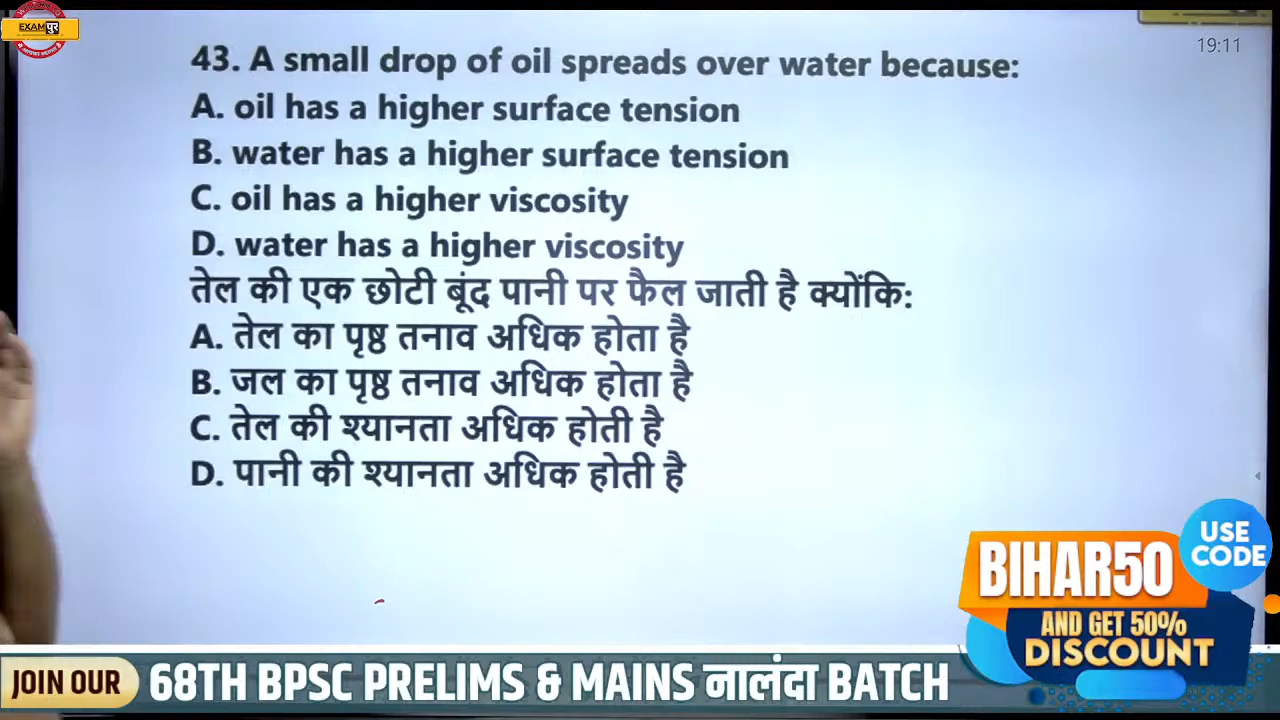 EXAMपुर
19:11
43. A small drop of oil spreads over water because:
A. oil has a higher surface tension
B. water has a higher surface tension
C. oil has a higher viscosity
D. water has a higher viscosity
तेल की एक छोटी बूंद पानी पर फैल जाती है क्योंकि:
A. तेल का पृष्ठ तनाव अधिक होता है
B. जल का पृष्ठ तनाव अधिक होता है
C. तेल की श्यानता अधिक होती है
D. पानी की श्यानता अधिक होती है
USE
CODE
BIHAR50
AND GET 50%
DISCOUNT
JOIN OUR 68TH BPSC PRELIMS & MAINS नालंदा BATCH